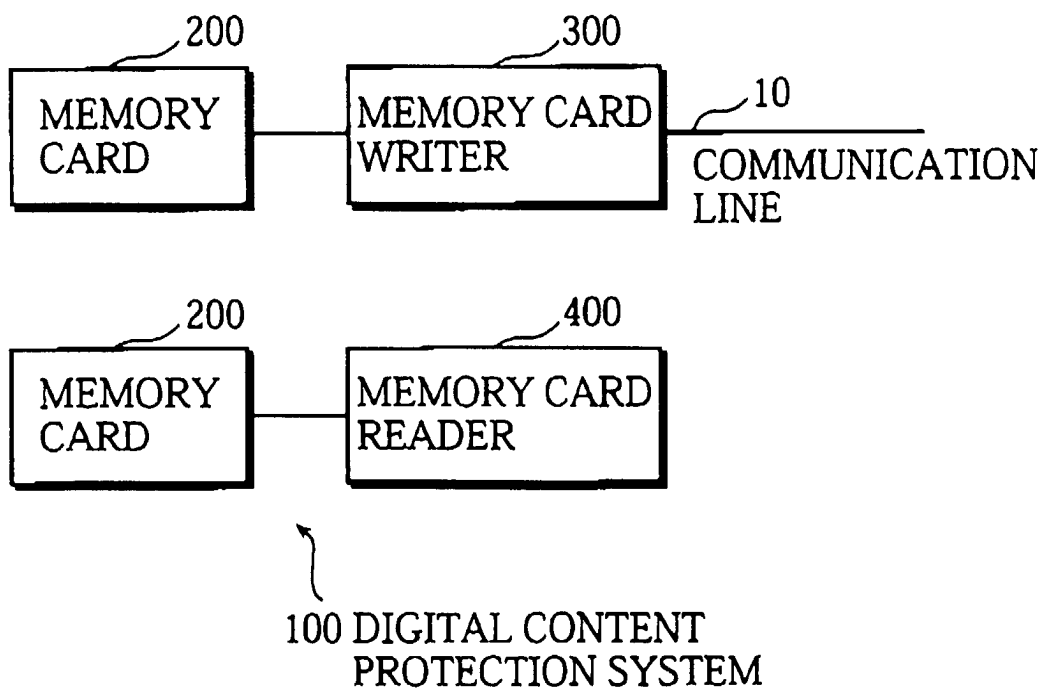 200
300
10
MEMORY
CARD
MEMORY CARD
WRITER
COMMUNICATION
LINE
200
400
MEMORY
CARD
MEMORY CARD
READER
100 DIGITAL CONTENT
PROTECTION SYSTEM